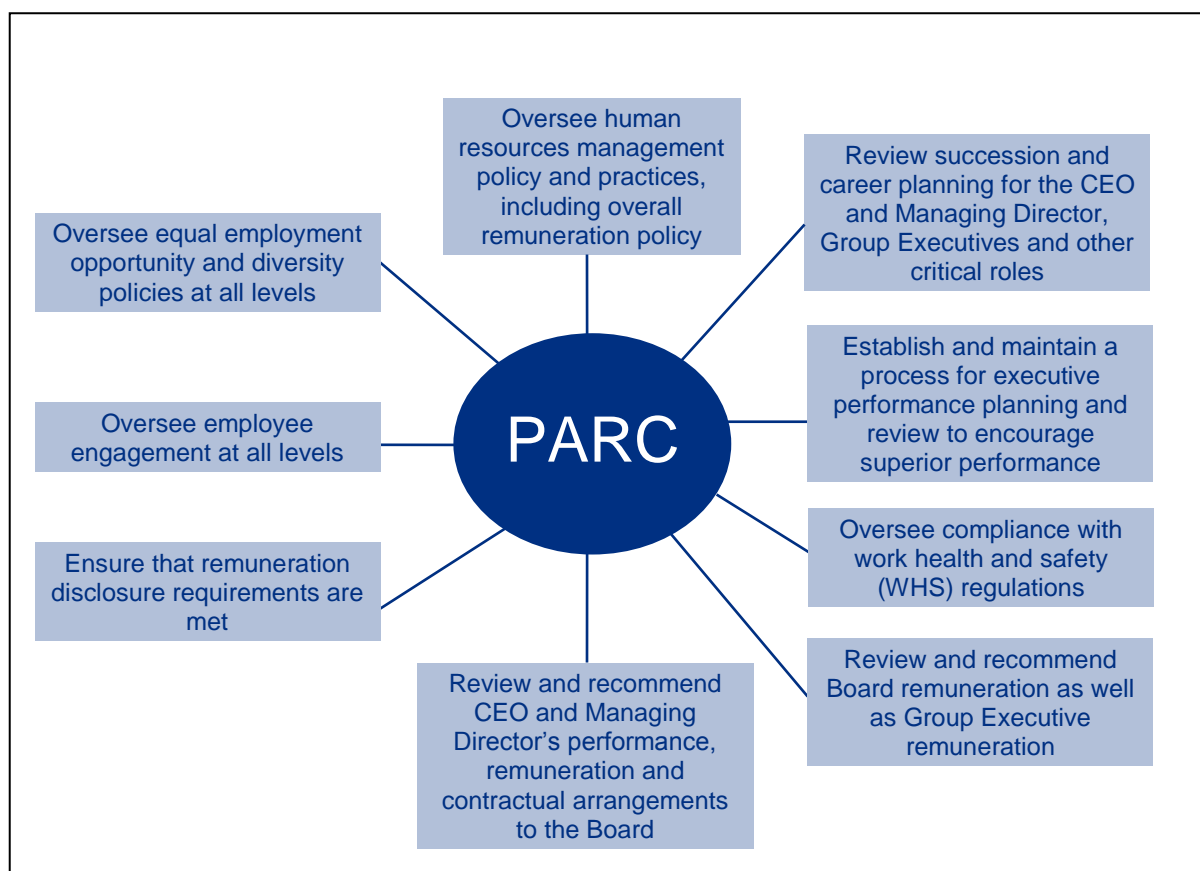 Oversee human
resources management
policy and practices,
including overall
remuneration policy
Review succession and
career planning for the CEO
and Managing Director,
Group Executives and other
critical roles
Oversee equal employment
opportunity and diversity
policies at all levels
Establish and maintain a
process for executive
performance planning and
review to encourage
superior performance
PARC
Oversee employee
engagement at all levels
Oversee compliance with
work health and safety
(WHS) regulations
Ensure that remuneration
disclosure requirements are
met
Review and recommend
Board remuneration as well
as Group Executive
remuneration
Review and recommend
CEO and Managing
Director’s performance,
remuneration and
contractual arrangements
to the Board